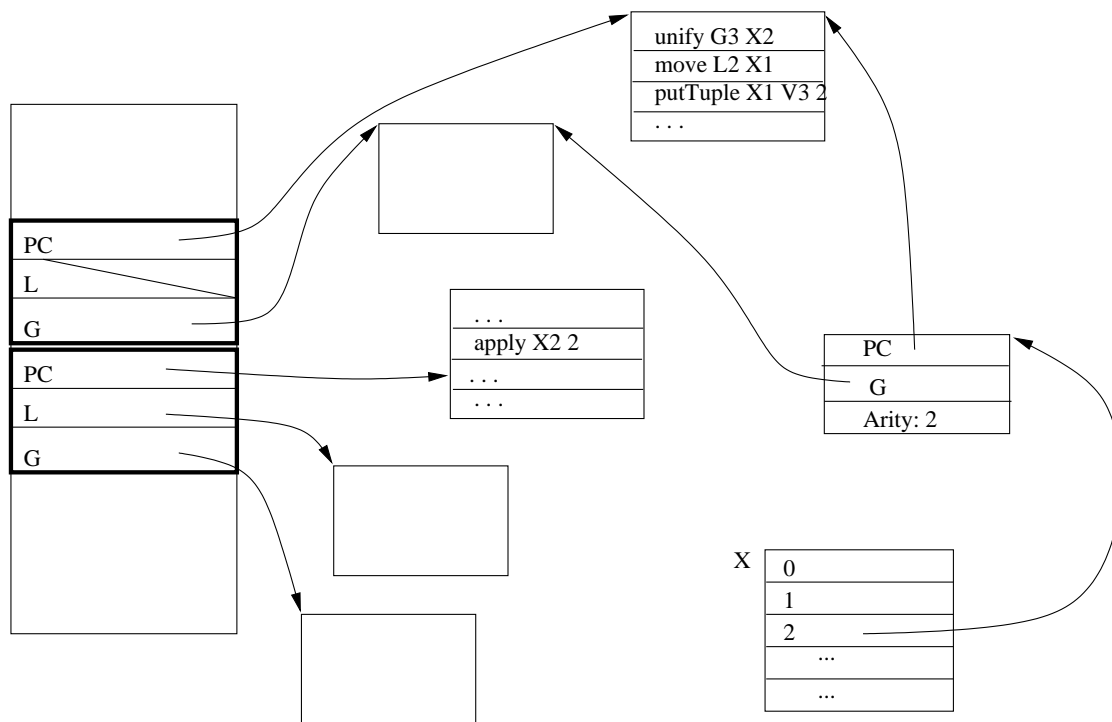 unify G3 X2
move L2 X1
putTuple X1 V3 2
. . .
PC
L
G
PC
L
G
. . .
apply X2 2
. . .
. . .
PC
G
Arity: 2
X
0
1
2
...
...